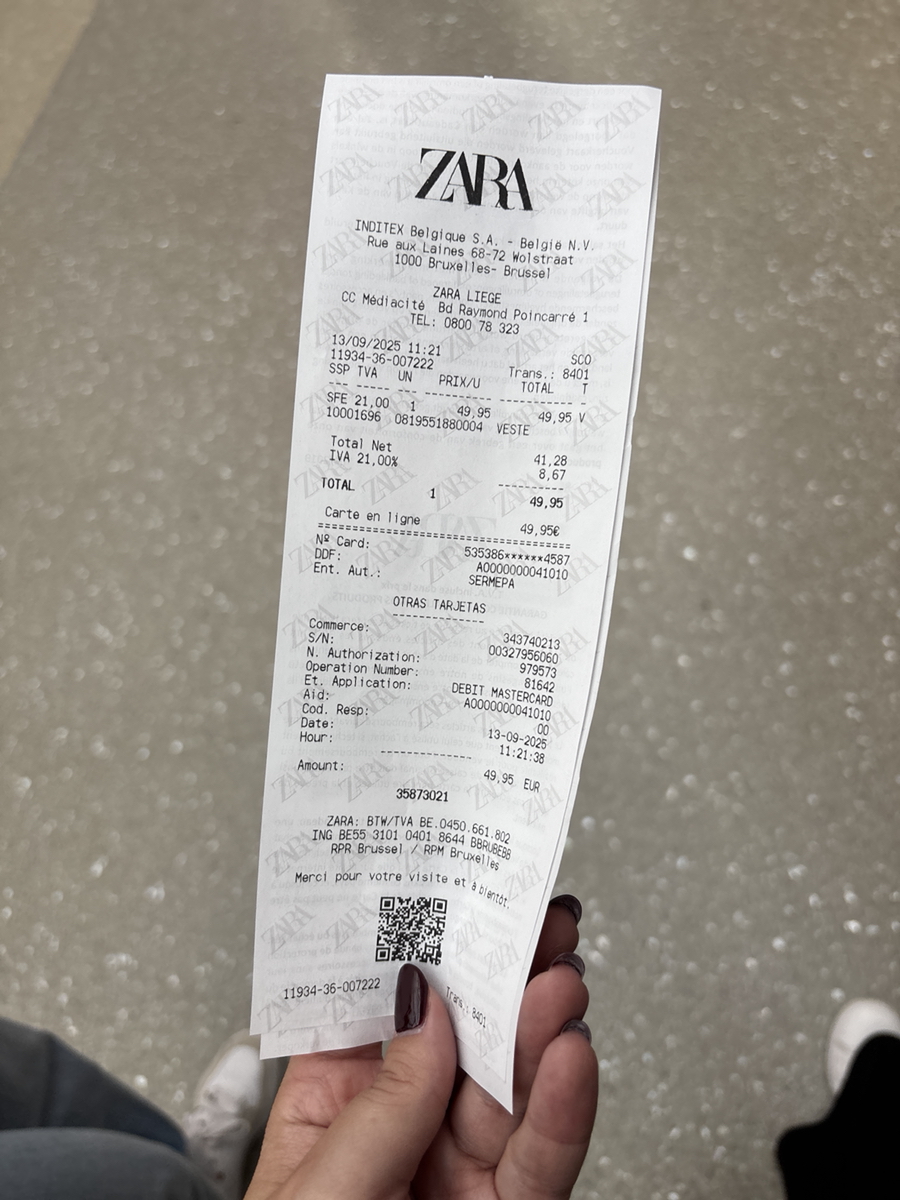 ZARA
INDITEX Belgique S.A. - België N.V.
Rue aux Laines 68-72 Wolstraat
1000 Bruxelles- Brussel
ZARA LIEGE
CC Médiacité Bd Raymond Poincarré 1
TEL: 0800 78 323
13/09/2025 11:21 SCO
11934-36-007222 Trans.: 8401
SSP TVA UN PRIX/U TOTAL T
--- ----- --- ---------- ---------- -
SFE 21,00 1 49,95 49,95 V
10001696 0819551880004 VESTE
Total Net 41,28
IVA 21,00% 8,67
----------
TOTAL 1 49,95
Carte en ligne 49,95€
========================================
Nº Card: 535386******4587
DDF: A0000000041010
Ent. Aut.: SERMEPA
OTRAS TARJETAS
--------------
Commerce: 343740213
S/N: 00327956060
N. Authorization: 979573
Operation Number: 81642
Et. Application: DEBIT MASTERCARD
Aid: A0000000041010
Cod. Resp: 00
Date: 13-09-2025
Hour: 11:21:38
--------------
Amount: 49,95 EUR
35873021
ZARA: BTW/TVA BE.0450.661.802
ING BE55 3101 0401 8644 BBRUBEBB
RPR Brussel / RPM Bruxelles
Merci pour votre visite et à bientôt.
11934-36-007222 Trans.: 8401